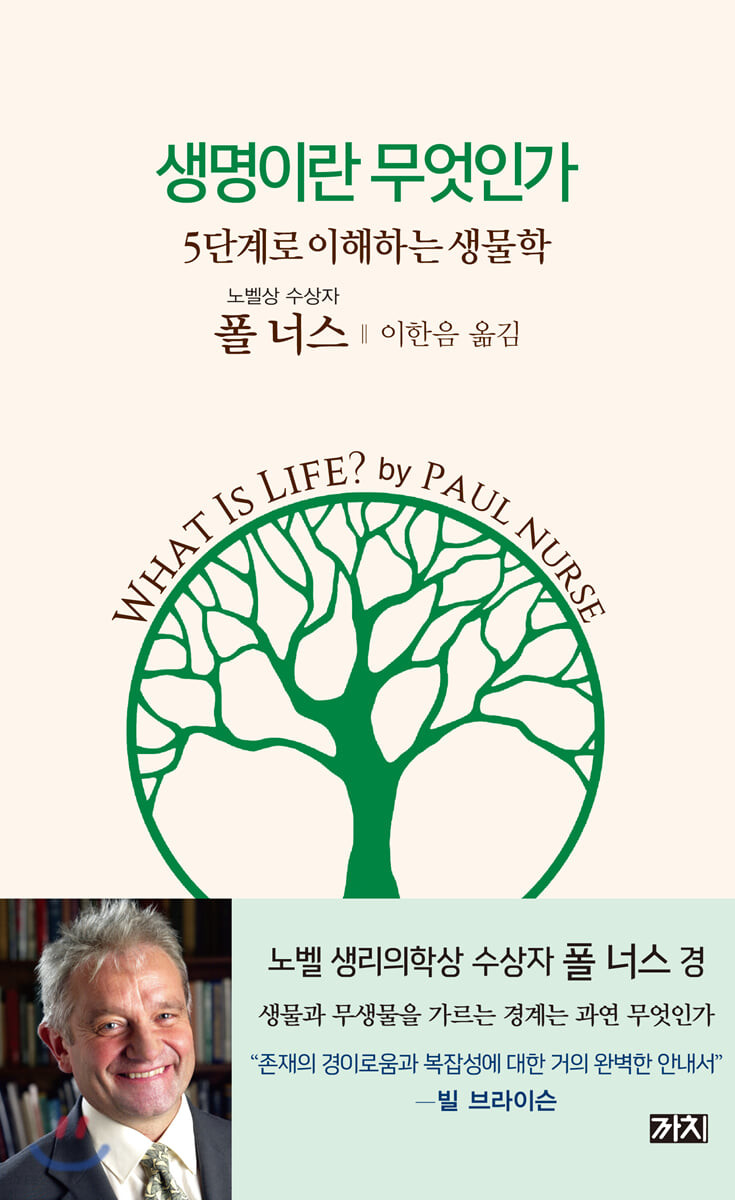 생명이란 무엇인가
5단계로 이해하는 생물학
노벨상 수상자
폴 너스 || 이한음 옮김
WHAT IS LIFE? by PAUL NURSE
노벨 생리의학상 수상자 폴 너스 경
생물과 무생물을 가르는 경계는 과연 무엇인가
“존재의 경이로움과 복잡성에 대한 거의 완벽한 안내서”
—빌 브라이슨
까치